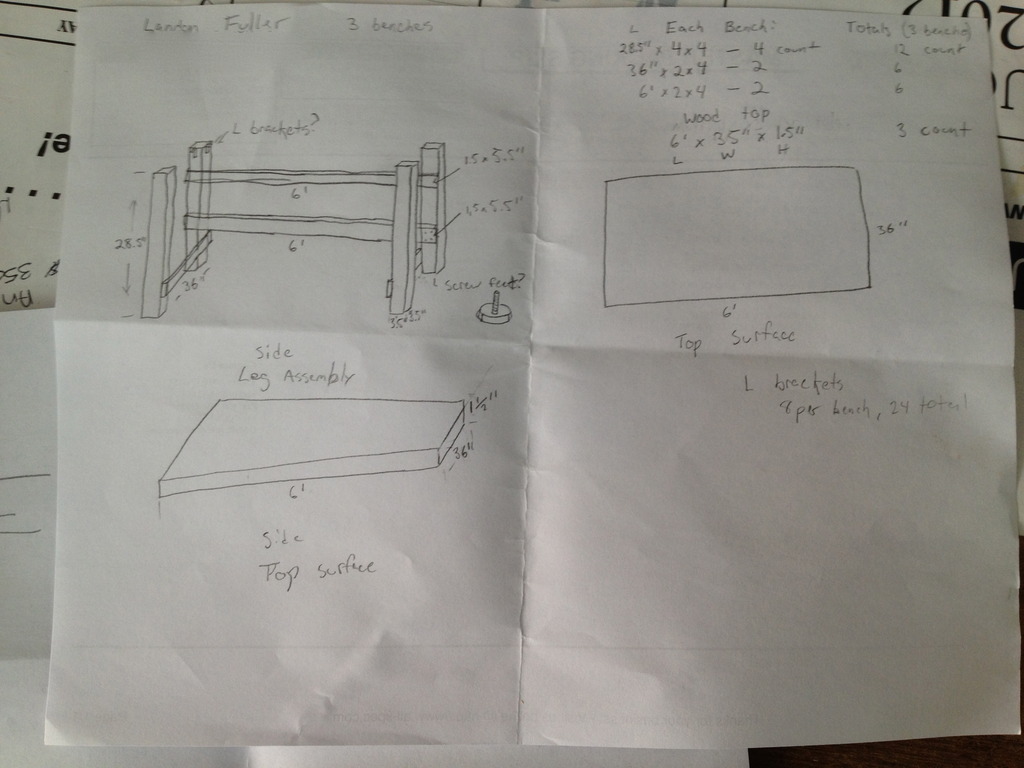 Landon Fuller 3 benches
L brackets?
1.5 x 5.5"
6'
1.5 x 5.5"
28.5"
6'
36"
screw feet?
3.5" 3.5"
Side
Leg Assembly
1 1/2"
36"
6'
Side
Top surface
L Each Bench: Totals (3 benches)
28.5" x 4x4 - 4 count 12 count
36" x 2x4 - 2 6
6' x 2x4 - 2 6
wood top
6' x 35" x 1.5" 3 count
L W H
36"
6'
Top Surface
L brackets
8 per bench, 24 total